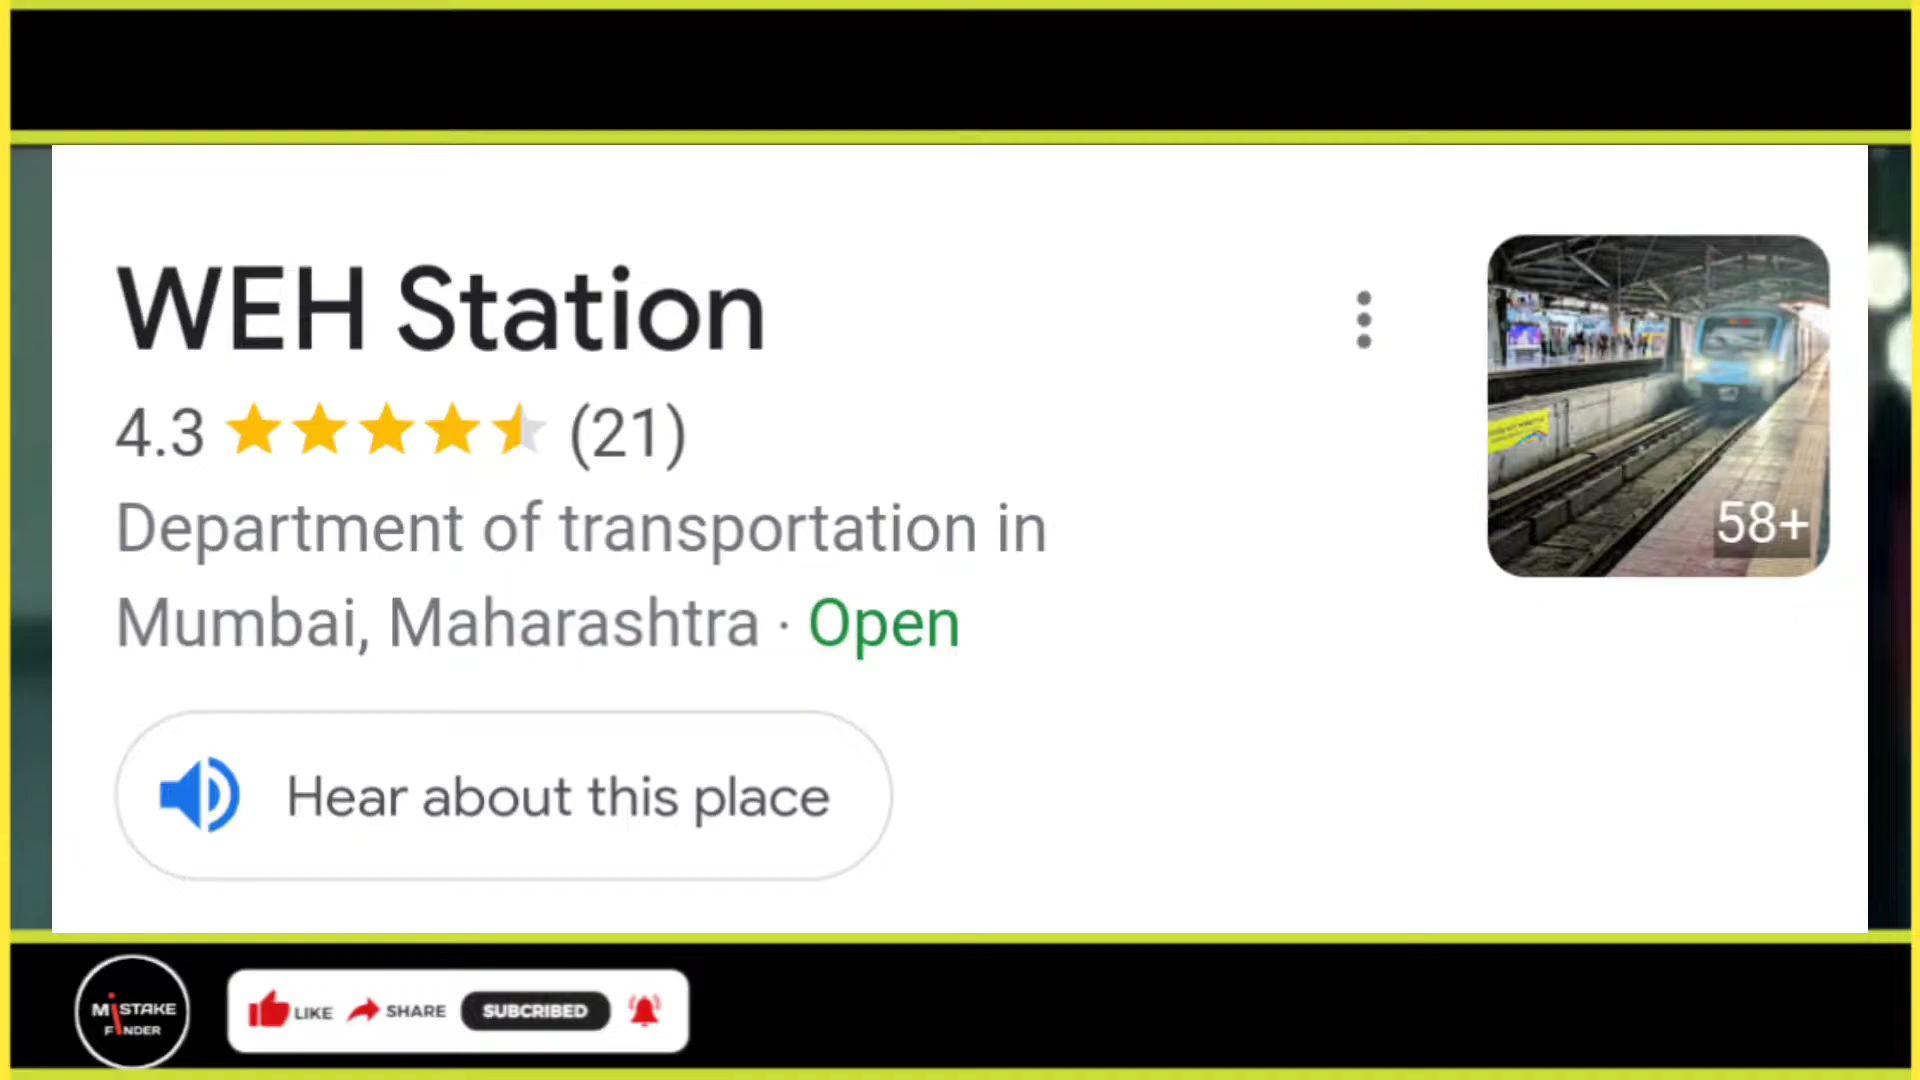 WEH Station
4.3 (21)
Department of transportation in
Mumbai, Maharashtra · Open
58+
Hear about this place
MiSTAKE
FiNDER
LIKE SHARE SUBCRIBED